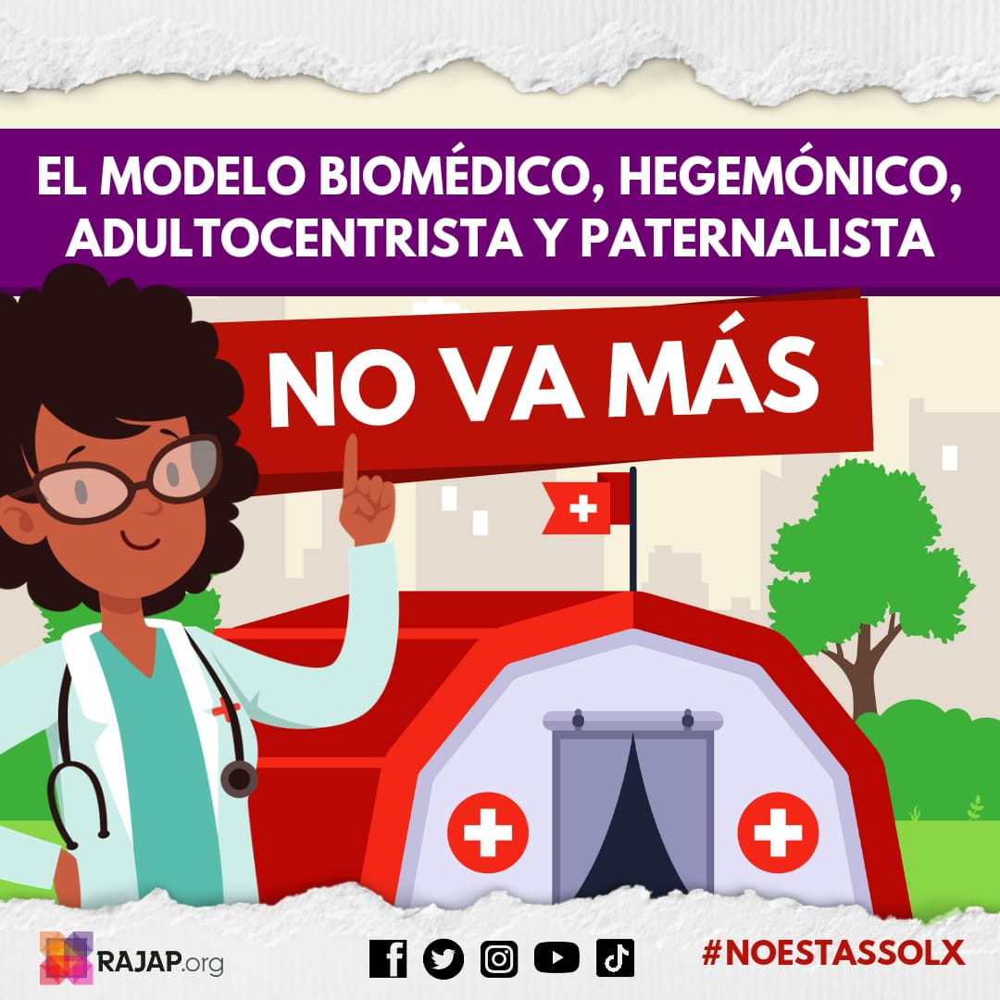 EL MODELO BIOMÉDICO, HEGEMÓNICO,
ADULTOCENTRISTA Y PATERNALISTA
NO VA MÁS
RAJAP.org
#NOESTASSOLX